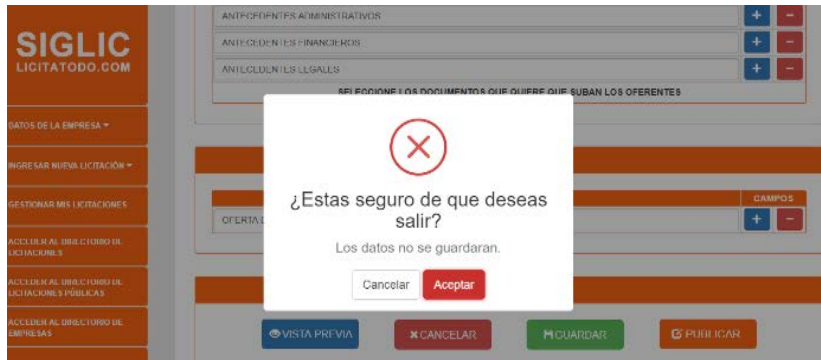 SIGLIC
LICITATODO.COM
DATOS DE LA EMPRESA
INGRESAR NUEVA LICITACIÓN
GESTIONAR MIS LICITACIONES
ACCEDER AL DIRECTORIO DE
LICITACIONES
ACCEDER AL DIRECTORIO DE
LICITACIONES PÚBLICAS
ACCEDER AL DIRECTORIO DE
EMPRESAS
ANTECEDENTES ADMINISTRATIVOS
+ −
ANTECEDENTES FINANCIEROS
+ −
ANTECEDENTES LEGALES
+ −
SELECCIONE LOS DOCUMENTOS QUE QUIERE QUE SUBAN LOS OFERENTES
CAMPOS
OFERTA
+ −
¿Estas seguro de que deseas
salir?
Los datos no se guardaran.
Cancelar
Aceptar
VISTA PREVIA
CANCELAR
GUARDAR
PUBLICAR